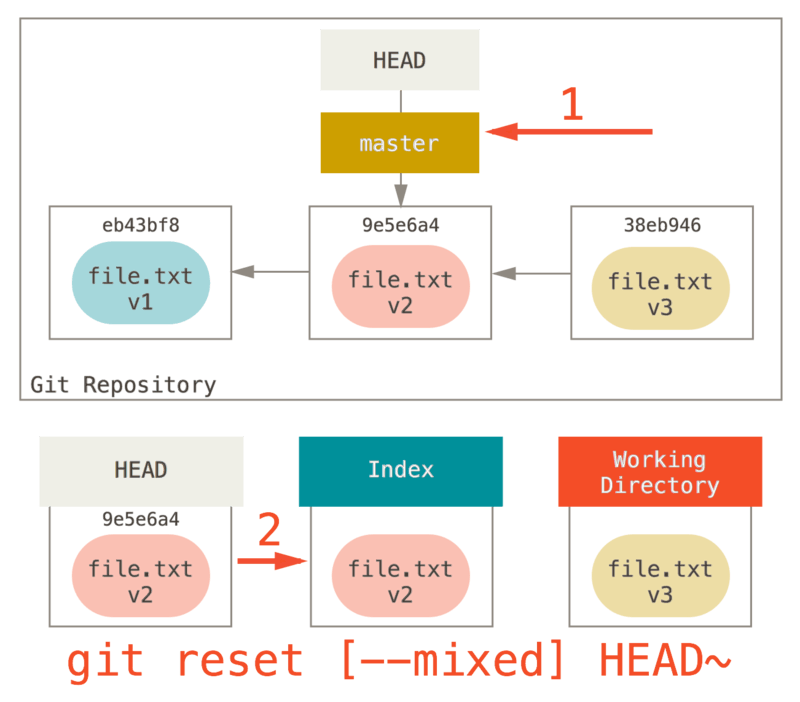 HEAD
1
master
eb43bf8
9e5e6a4
38eb946
file.txt
v1
file.txt
v2
file.txt
v3
Git Repository
HEAD
Index
Working
Directory
9e5e6a4
2
file.txt
v2
file.txt
v2
file.txt
v3
git reset [--mixed] HEAD~